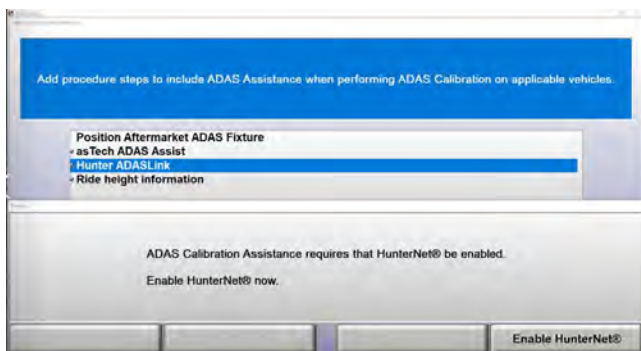 Add procedure steps to include ADAS Assistance when performing ADAS Calibration on applicable vehicles.
Position Aftermarket ADAS Fixture
asTech ADAS Assist
Hunter ADASLink
Ride height information
ADAS Calibration Assistance requires that HunterNet® be enabled.
Enable HunterNet® now.
Enable HunterNet®